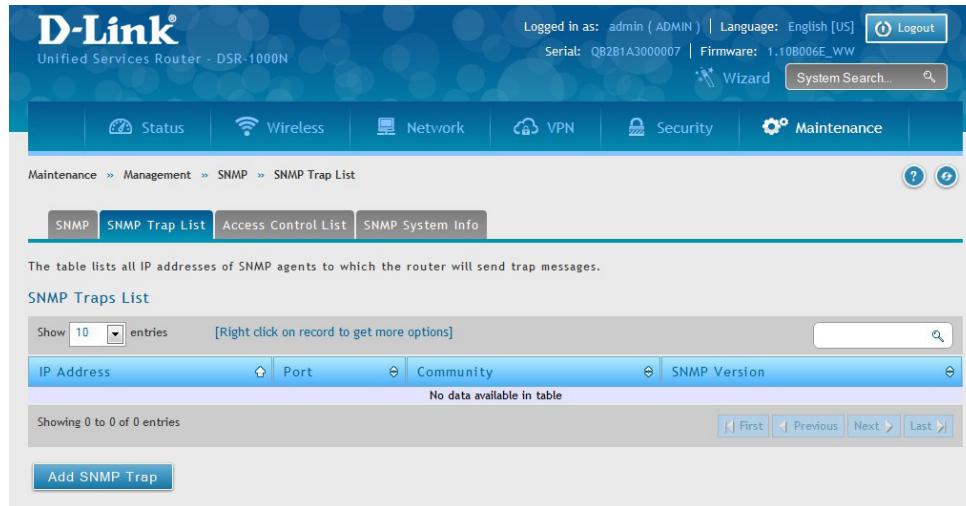 D-Link®
Unified Services Router - DSR-1000N
Logged in as: admin ( ADMIN ) | Language: English [US]
Logout
Serial: QB2B1A3000007 | Firmware: 1.10B006E_WW
Wizard
System Search...
Status
Wireless
Network
VPN
Security
Maintenance
Maintenance » Management » SNMP » SNMP Trap List
SNMP
SNMP Trap List
Access Control List
SNMP System Info
The table lists all IP addresses of SNMP agents to which the router will send trap messages.
SNMP Traps List
Show 10 entries
[Right click on record to get more options]
IP Address
Port
Community
SNMP Version
No data available in table
Showing 0 to 0 of 0 entries
First
Previous
Next
Last
Add SNMP Trap